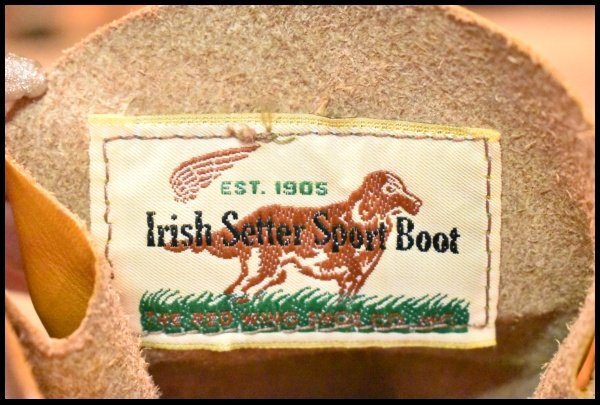 EST. 1905
Irish Setter Sport Boot
THE RED WING SHOE CO. INC.